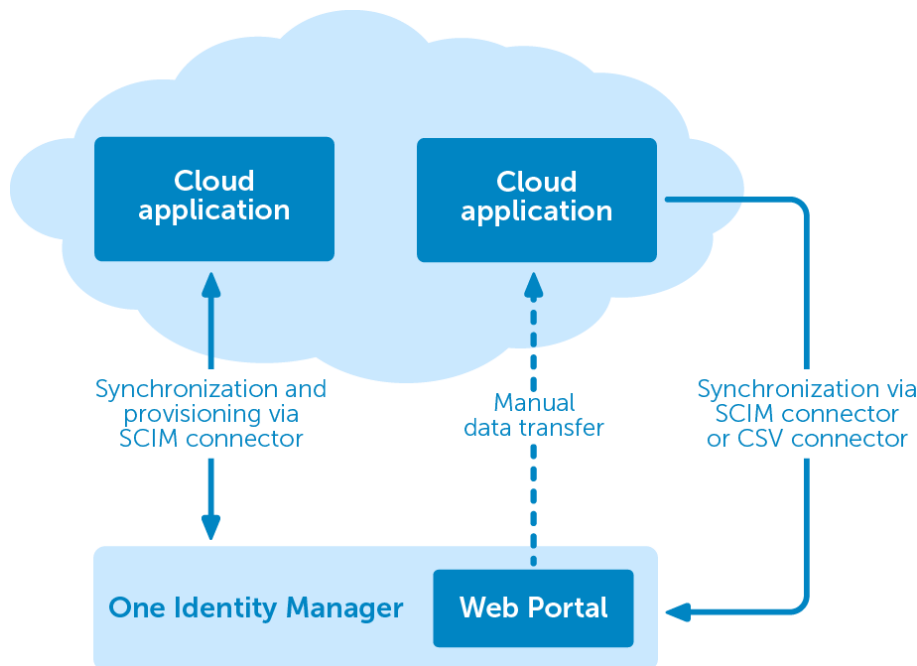 Cloud
application
Cloud
application
Synchronization and
provisioning via
SCIM connector
Manual
data transfer
Synchronization via
SCIM connector
or CSV connector
One Identity Manager
Web Portal